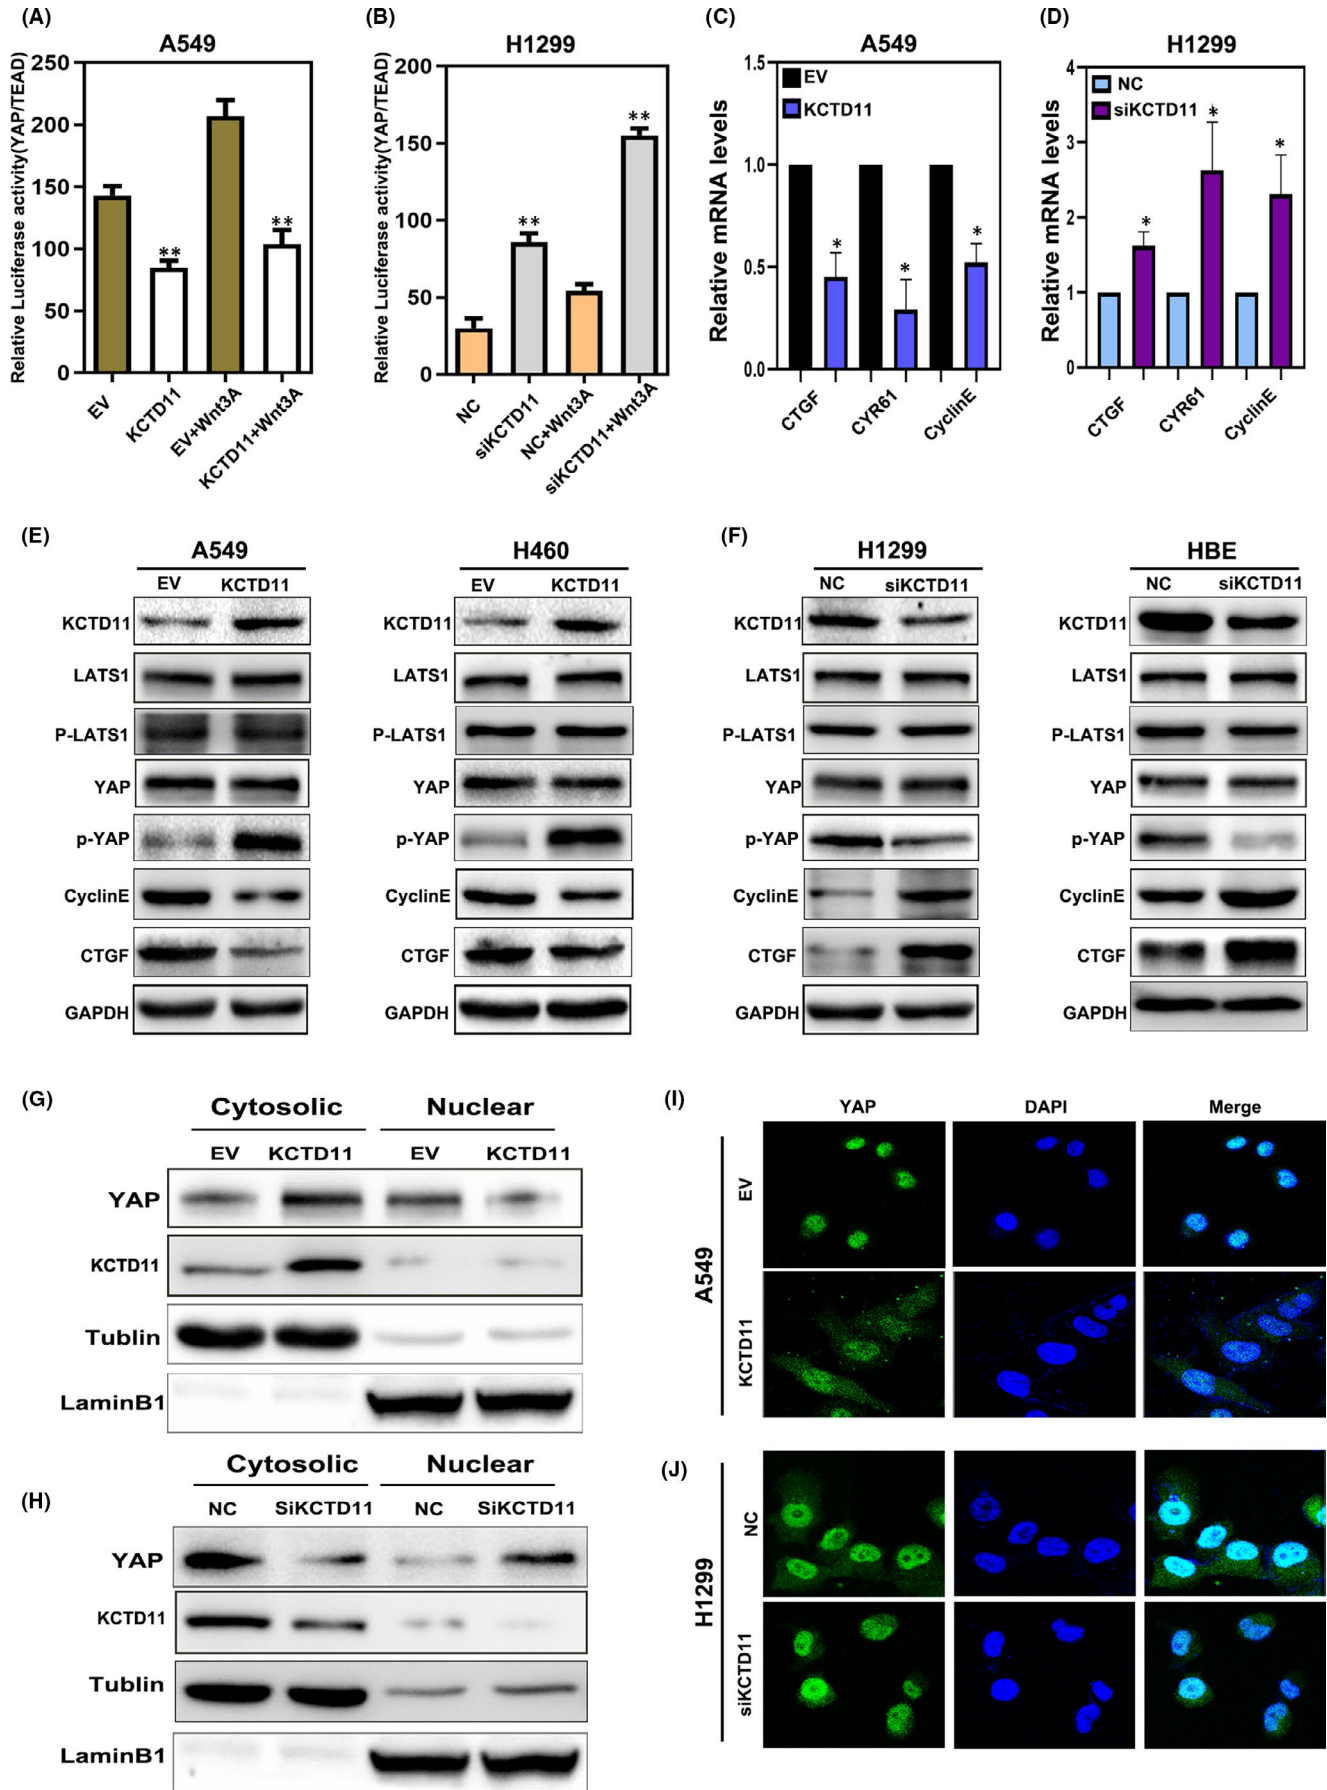 (A)
A549
Relative Luciferase activity(YAP/TEAD)
250
200
150
100
50
0
**
**
EV
KCTD11
EV+Wnt3A
KCTD11+Wnt3A
(B)
H1299
Relative Luciferase activity(YAP/TEAD)
200
150
100
50
0
**
**
NC
siKCTD11
NC+Wnt3A
siKCTD11+Wnt3A
(C)
A549
Relative mRNA levels
1.5
1.0
0.5
0.0
EV
KCTD11
*
*
*
CTGF
CYR61
CyclinE
(D)
H1299
Relative mRNA levels
4
3
2
1
0
NC
siKCTD11
*
*
*
CTGF
CYR61
CyclinE
(E)
A549
EV KCTD11
KCTD11
LATS1
P-LATS1
YAP
p-YAP
CyclinE
CTGF
GAPDH
H460
EV KCTD11
KCTD11
LATS1
P-LATS1
YAP
p-YAP
CyclinE
CTGF
GAPDH
(F)
H1299
NC siKCTD11
KCTD11
LATS1
P-LATS1
YAP
p-YAP
CyclinE
CTGF
GAPDH
HBE
NC siKCTD11
KCTD11
LATS1
P-LATS1
YAP
p-YAP
CyclinE
CTGF
GAPDH
(G)
Cytosolic Nuclear
EV KCTD11 EV KCTD11
YAP
KCTD11
Tublin
LaminB1
(H)
Cytosolic Nuclear
NC SiKCTD11 NC SiKCTD11
YAP
KCTD11
Tublin
LaminB1
(I)
YAP DAPI Merge
A549
EV
KCTD11
(J)
H1299
NC
siKCTD11